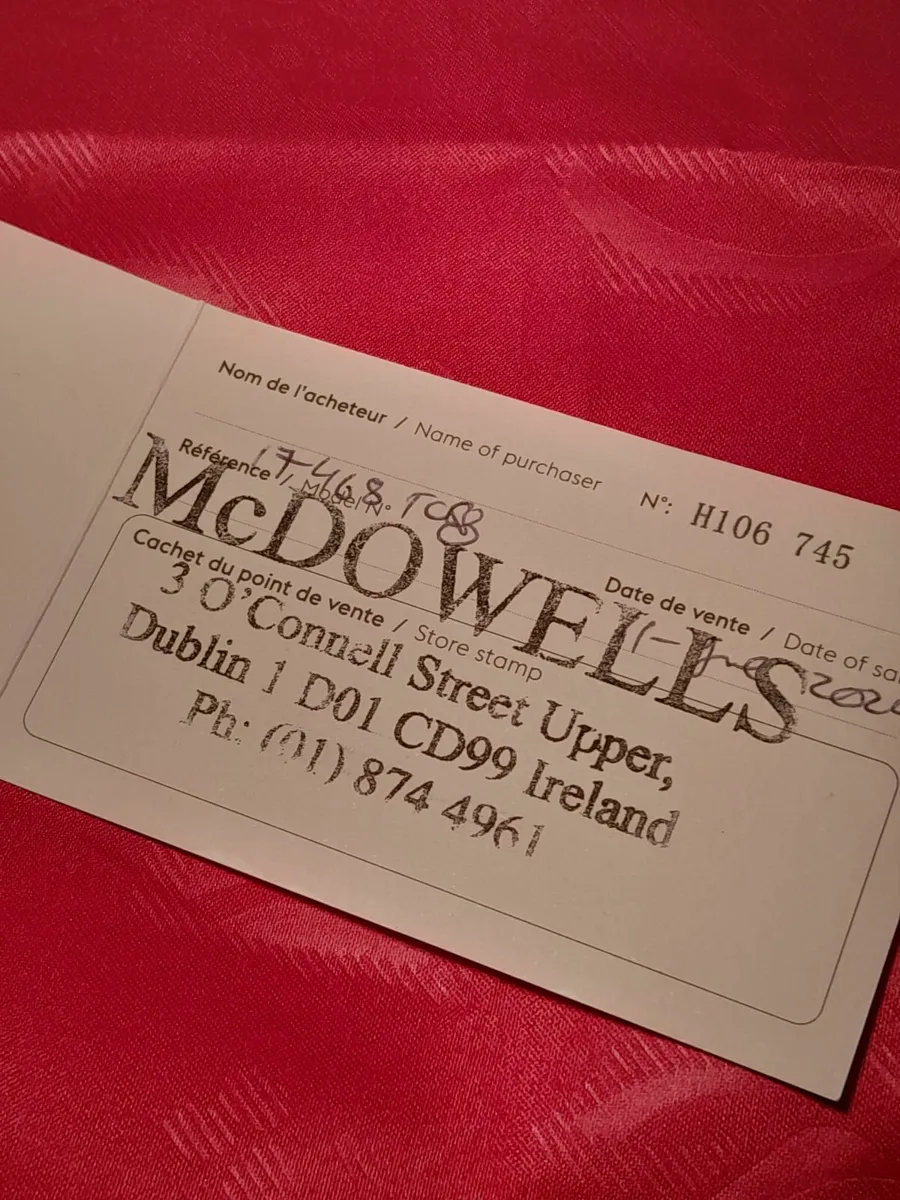 Nom de l'acheteur / Name of purchaser
N°: H106 745
Référence / Model N°
17468 TC88
McDOWELLS
Date de vente / Date of sa
Cachet du point de vente / Store stamp
3 O'Connell Street Upper,
Dublin 1 D01 CD99 Ireland
Ph: (01) 874 4961